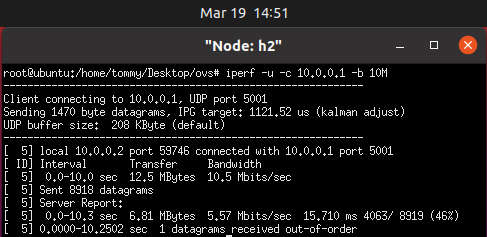 Mar 19 14:51
"Node: h2"
root@ubuntu:/home/tommy/Desktop/ovs# iperf -u -c 10.0.0.1 -b 10M
------------------------------------------------------------
Client connecting to 10.0.0.1, UDP port 5001
Sending 1470 byte datagrams, IPG target: 1121.52 us (kalman adjust)
UDP buffer size:  208 KByte (default)
------------------------------------------------------------
[  5] local 10.0.0.2 port 59746 connected with 10.0.0.1 port 5001
[ ID] Interval       Transfer     Bandwidth
[  5]  0.0-10.0 sec  12.5 MBytes  10.5 Mbits/sec
[  5] Sent 8918 datagrams
[  5] Server Report:
[  5]  0.0-10.3 sec  6.81 MBytes  5.57 Mbits/sec  15.710 ms 4063/ 8919 (46%)
[  5] 0.0000-10.2502 sec  1 datagrams received out-of-order